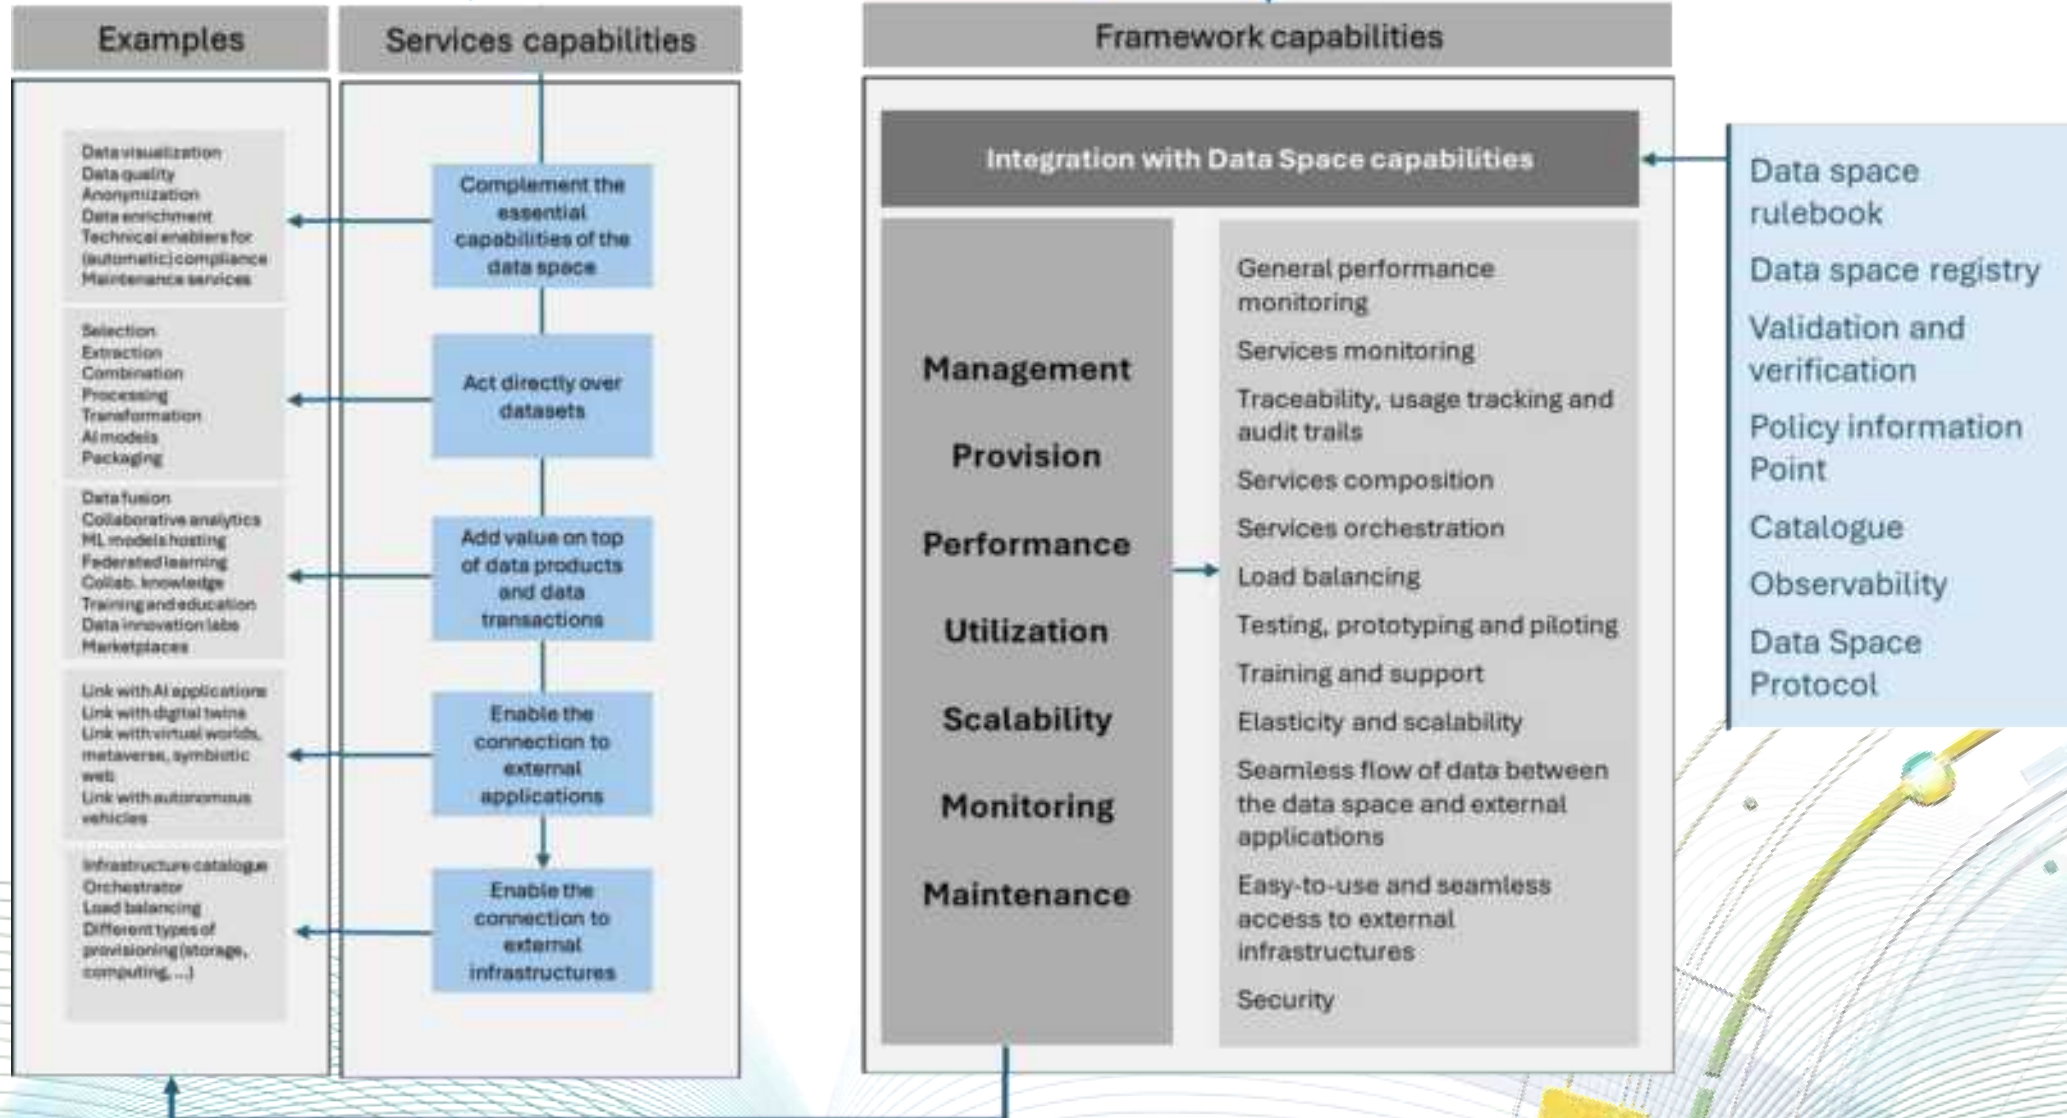 Examples
Services capabilities
Framework capabilities
Data visualization
Data quality
Anonymization
Data enrichment
Technical enablers for
(automatic) compliance
Maintenance services
Selection
Extraction
Combination
Processing
Transformation
AI models
Packaging
Data fusion
Collaborative analytics
ML models hosting
Federated learning
Collab. knowledge
Training and education
Data innovation labs
Marketplaces
Link with AI applications
Link with digital twins
Link with virtual worlds,
metaverse, symbiotic
web
Link with autonomous
vehicles
Infrastructure catalogue
Orchestrator
Load balancing
Different types of
provisioning (storage,
computing, ...)
Complement the
essential
capabilities of the
data space
Act directly over
datasets
Add value on top
of data products
and data
transactions
Enable the
connection to
external
applications
Enable the
connection to
external
infrastructures
Integration with Data Space capabilities
Management
Provision
Performance
Utilization
Scalability
Monitoring
Maintenance
General performance
monitoring
Services monitoring
Traceability, usage tracking and
audit trails
Services composition
Services orchestration
Load balancing
Testing, prototyping and piloting
Training and support
Elasticity and scalability
Seamless flow of data between
the data space and external
applications
Easy-to-use and seamless
access to external
infrastructures
Security
Data space
rulebook
Data space registry
Validation and
verification
Policy information
Point
Catalogue
Observability
Data Space
Protocol